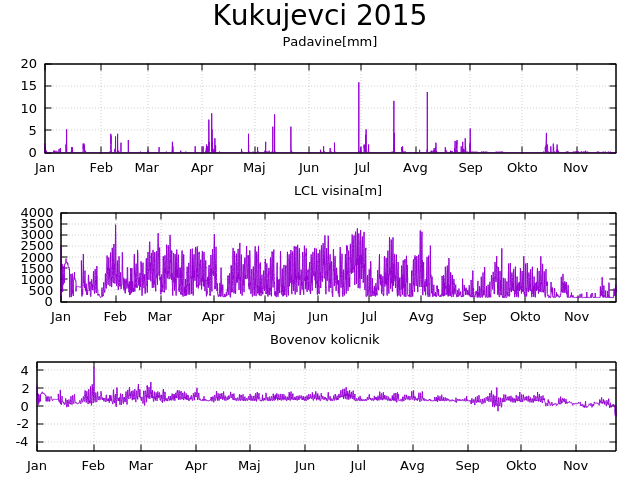 Kukujevci 2015
Padavine[mm]
20
15
10
5
0
Jan Feb Mar Apr Maj Jun Jul Avg Sep Okto Nov
LCL visina[m]
4000
3500
3000
2500
2000
1500
1000
500
0
Jan Feb Mar Apr Maj Jun Jul Avg Sep Okto Nov
Bovenov kolicnik
4
2
0
-2
-4
Jan Feb Mar Apr Maj Jun Jul Avg Sep Okto Nov